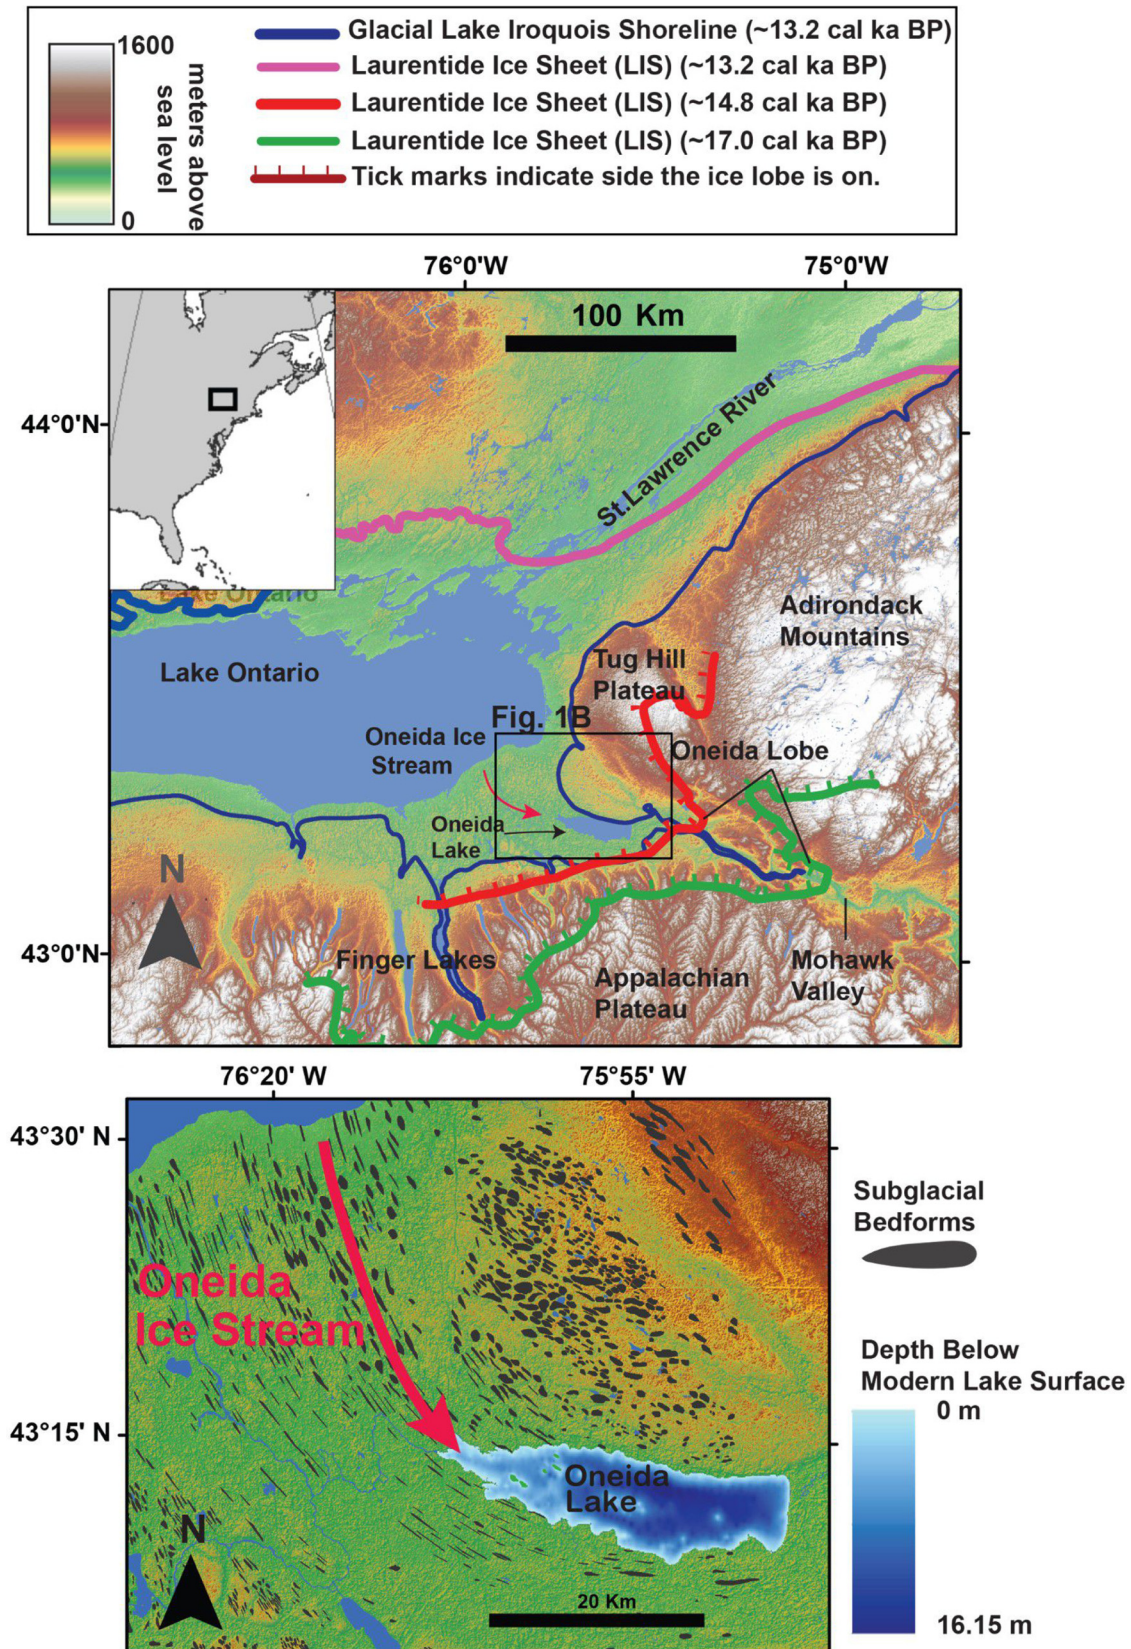 1600
meters above
sea level
0
Glacial Lake Iroquois Shoreline (~13.2 cal ka BP)
Laurentide Ice Sheet (LIS) (~13.2 cal ka BP)
Laurentide Ice Sheet (LIS) (~14.8 cal ka BP)
Laurentide Ice Sheet (LIS) (~17.0 cal ka BP)
Tick marks indicate side the ice lobe is on.
76°0'W
75°0'W
100 Km
44°0'N
St.Lawrence River
Lake Ontario
Adirondack
Mountains
Lake Ontario
Tug Hill
Plateau
Fig. 1B
Oneida Ice
Stream
Oneida Lobe
Oneida
Lake
N
43°0'N
Finger Lakes
Appalachian
Plateau
Mohawk
Valley
76°20' W
75°55' W
43°30' N
Subglacial
Bedforms
Oneida
Ice Stream
Depth Below
Modern Lake Surface
0 m
43°15' N
Oneida
Lake
N
20 Km
16.15 m